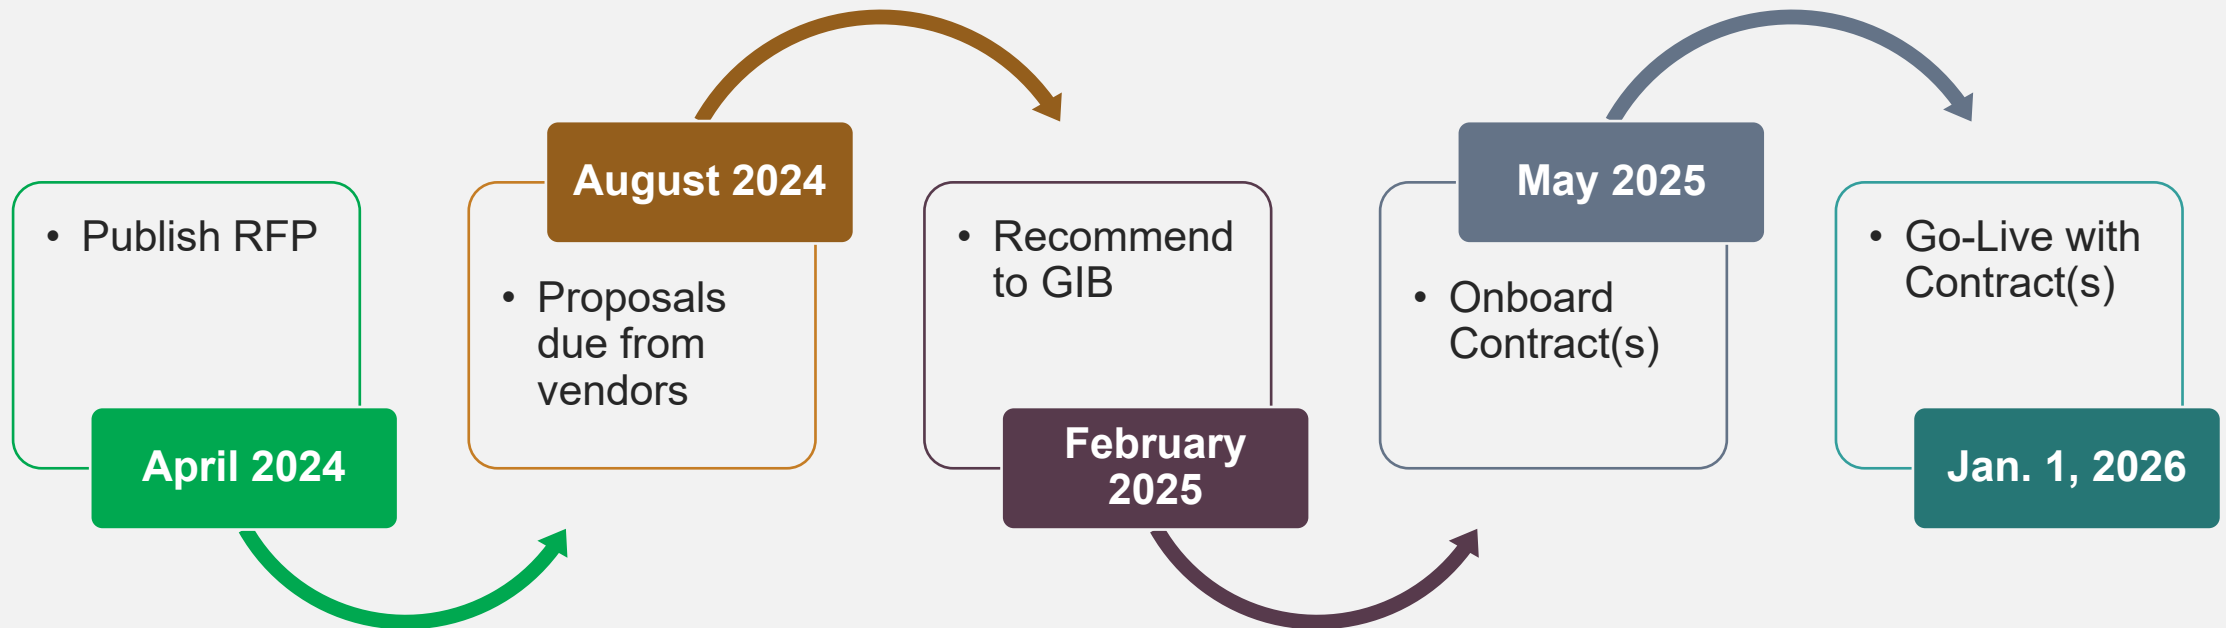 • Publish RFP
April 2024
August 2024
• Proposals
due from
vendors
• Recommend
to GIB
February
2025
May 2025
• Onboard
Contract(s)
• Go-Live with
Contract(s)
Jan. 1, 2026